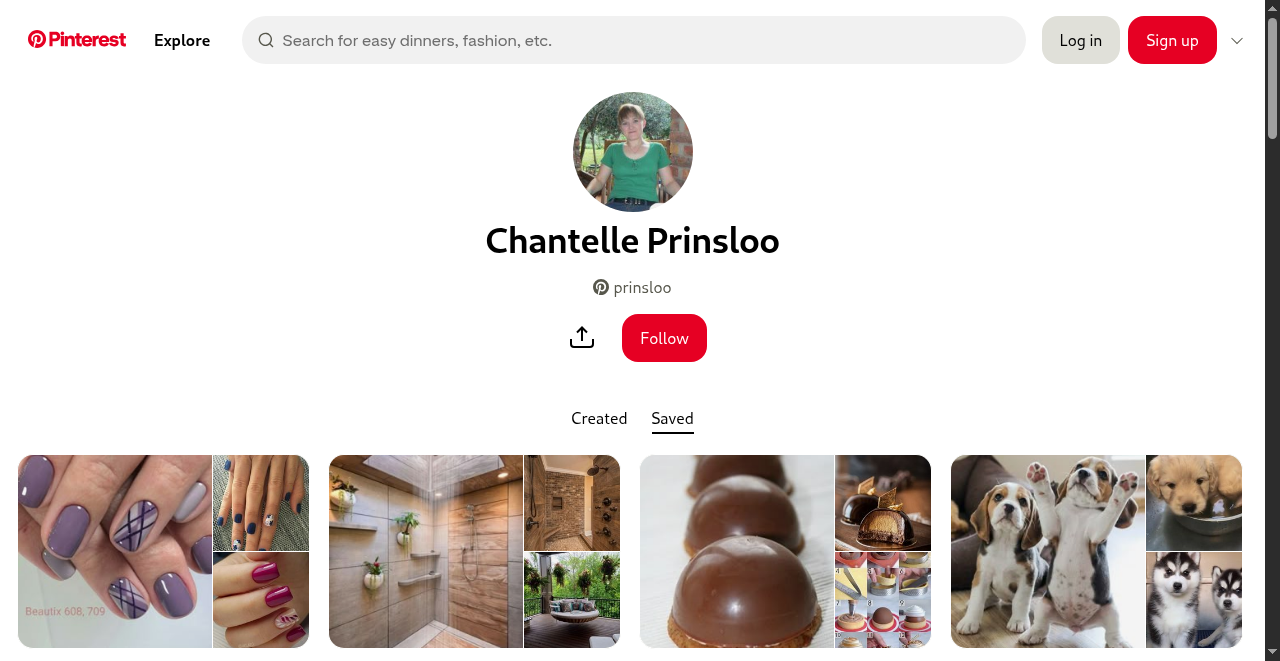 Pinterest
Explore
Search for easy dinners, fashion, etc.
Log in
Sign up
Chantelle Prinsloo
prinsloo
Follow
Created
Saved
Beautix 608, 709